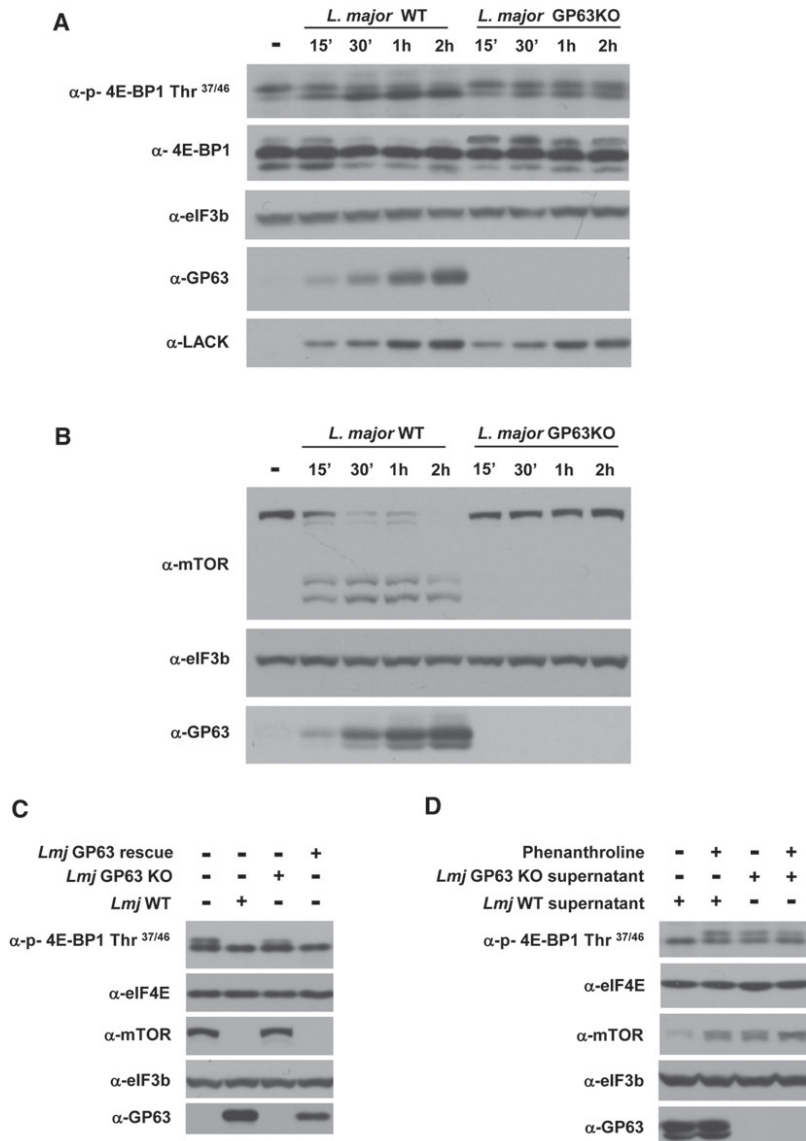 A
L. major WT L. major GP63KO
- 15’ 30’ 1h 2h 15’ 30’ 1h 2h
α-p- 4E-BP1 Thr 37/46
α- 4E-BP1
α-eIF3b
α-GP63
α-LACK
B
L. major WT L. major GP63KO
- 15’ 30’ 1h 2h 15’ 30’ 1h 2h
α-mTOR
α-eIF3b
α-GP63
C
Lmj GP63 rescue - - - +
Lmj GP63 KO - - + -
Lmj WT - + - -
α-p- 4E-BP1 Thr 37/46
α-eIF4E
α-mTOR
α-eIF3b
α-GP63
D
Phenanthroline - + - +
Lmj GP63 KO supernatant - - + +
Lmj WT supernatant + + - -
α-p- 4E-BP1 Thr 37/46
α-eIF4E
α-mTOR
α-eIF3b
α-GP63